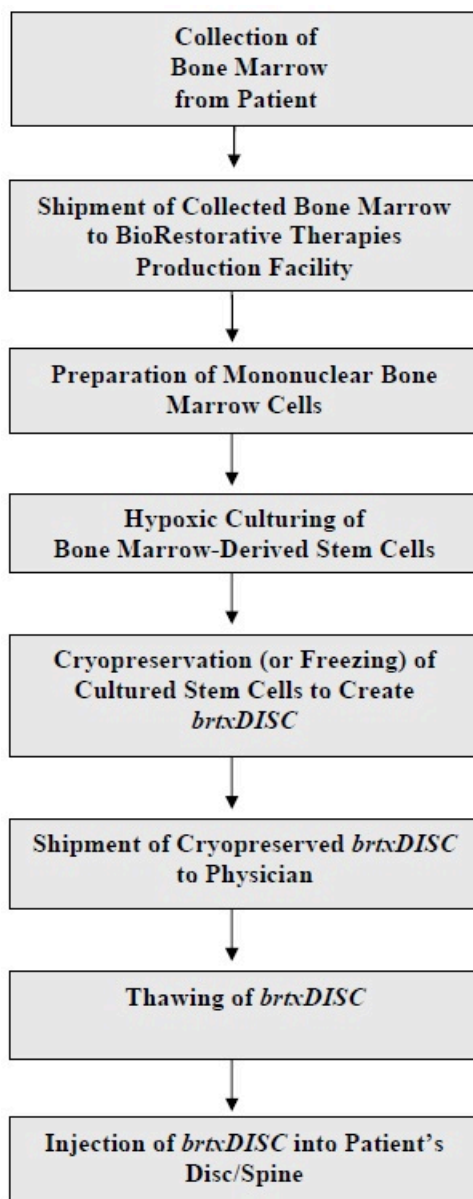 Collection of
Bone Marrow
from Patient
Shipment of Collected Bone Marrow
to BioRestorative Therapies
Production Facility
Preparation of Mononuclear Bone
Marrow Cells
Hypoxic Culturing of
Bone Marrow-Derived Stem Cells
Cryopreservation (or Freezing) of
Cultured Stem Cells to Create
brtxDISC
Shipment of Cryopreserved brtxDISC
to Physician
Thawing of brtxDISC
Injection of brtxDISC into Patient's
Disc/Spine